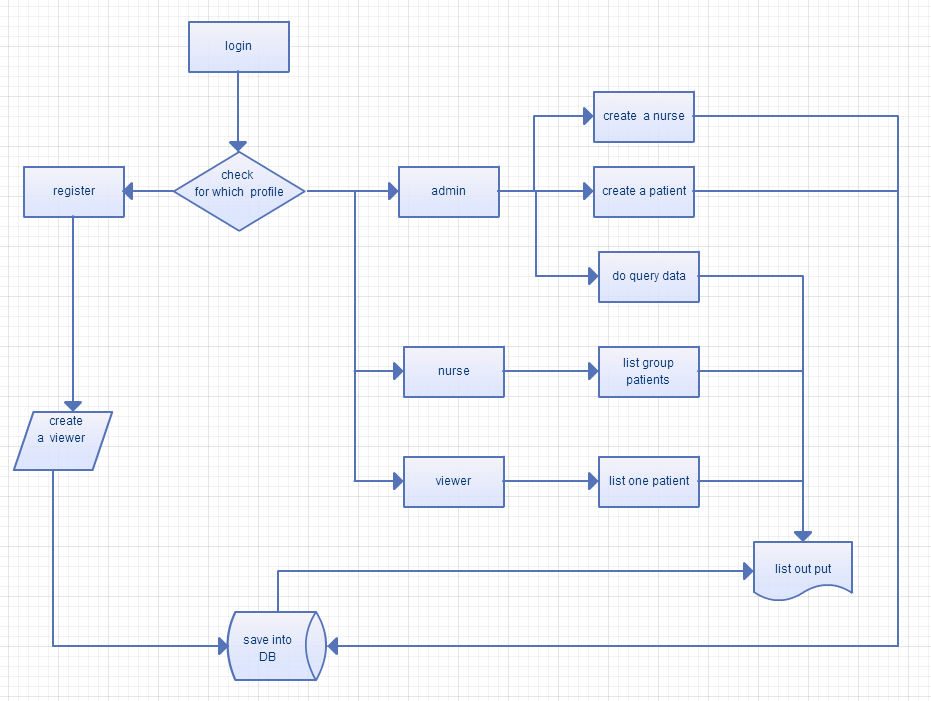 login
check
for which profile
register
admin
create a nurse
create a patient
do query data
nurse
list group
patients
create
a viewer
viewer
list one patient
list out put
save into
DB